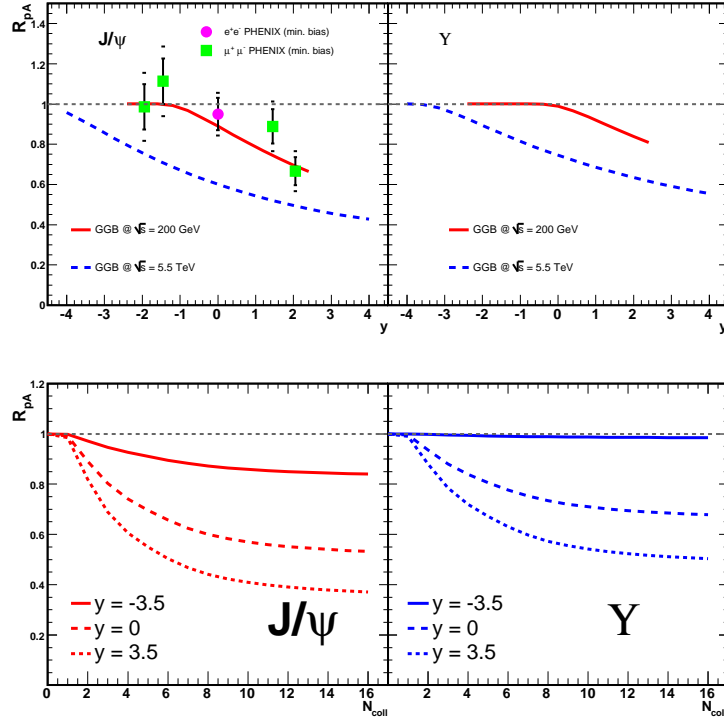 R_pA
J/ψ
e⁺e⁻ PHENIX (min. bias)
μ⁺μ⁻ PHENIX (min. bias)
1.4
1.2
1
0.8
0.6
0.4
0.2
0
GGB @ √s = 200 GeV
GGB @ √s = 5.5 TeV
-4 -3 -2 -1 0 1 2 3 4
y
Υ
GGB @ √s = 200 GeV
GGB @ √s = 5.5 TeV
-4 -3 -2 -1 0 1 2 3 4
y
R_pA
1.2
1
0.8
0.6
0.4
0.2
y = -3.5
y = 0
y = 3.5
J/ψ
0 2 4 6 8 10 12 14 16
N_coll
y = -3.5
y = 0
y = 3.5
Υ
2 4 6 8 10 12 14 16
N_coll